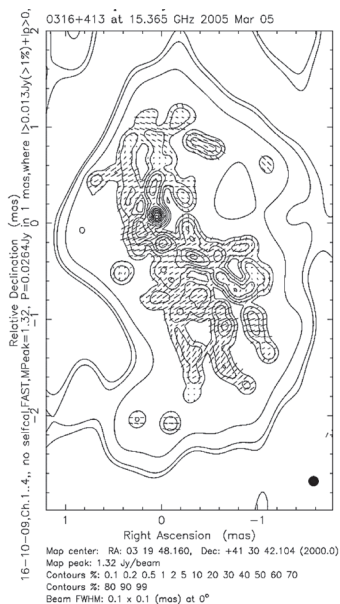 0316+413 at 15.365 GHz 2005 Mar 05
16-10-09,Ch.1..4,, no selfcal,FAST,MPeak=1.32, P=0.0264Jy in 1 mas,where I>0.013Jy(>1%)+Ip>0,
Relative Declination (mas)
2
1
0
−1
−2
1 0 −1
Right Ascension (mas)
Map center: RA: 03 19 48.160, Dec: +41 30 42.104 (2000.0)
Map peak: 1.32 Jy/beam
Contours %: 0.1 0.2 0.5 1 2 5 10 20 30 40 50 60 70
Contours %: 80 90 99
Beam FWHM: 0.1 x 0.1 (mas) at 0°